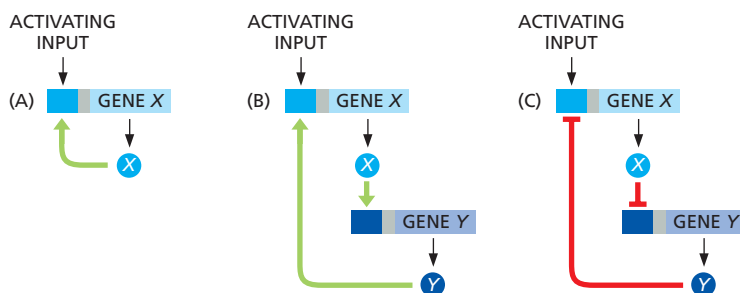 ACTIVATING
INPUT
(A)
GENE X
X
ACTIVATING
INPUT
(B)
GENE X
X
GENE Y
Y
ACTIVATING
INPUT
(C)
GENE X
X
GENE Y
Y